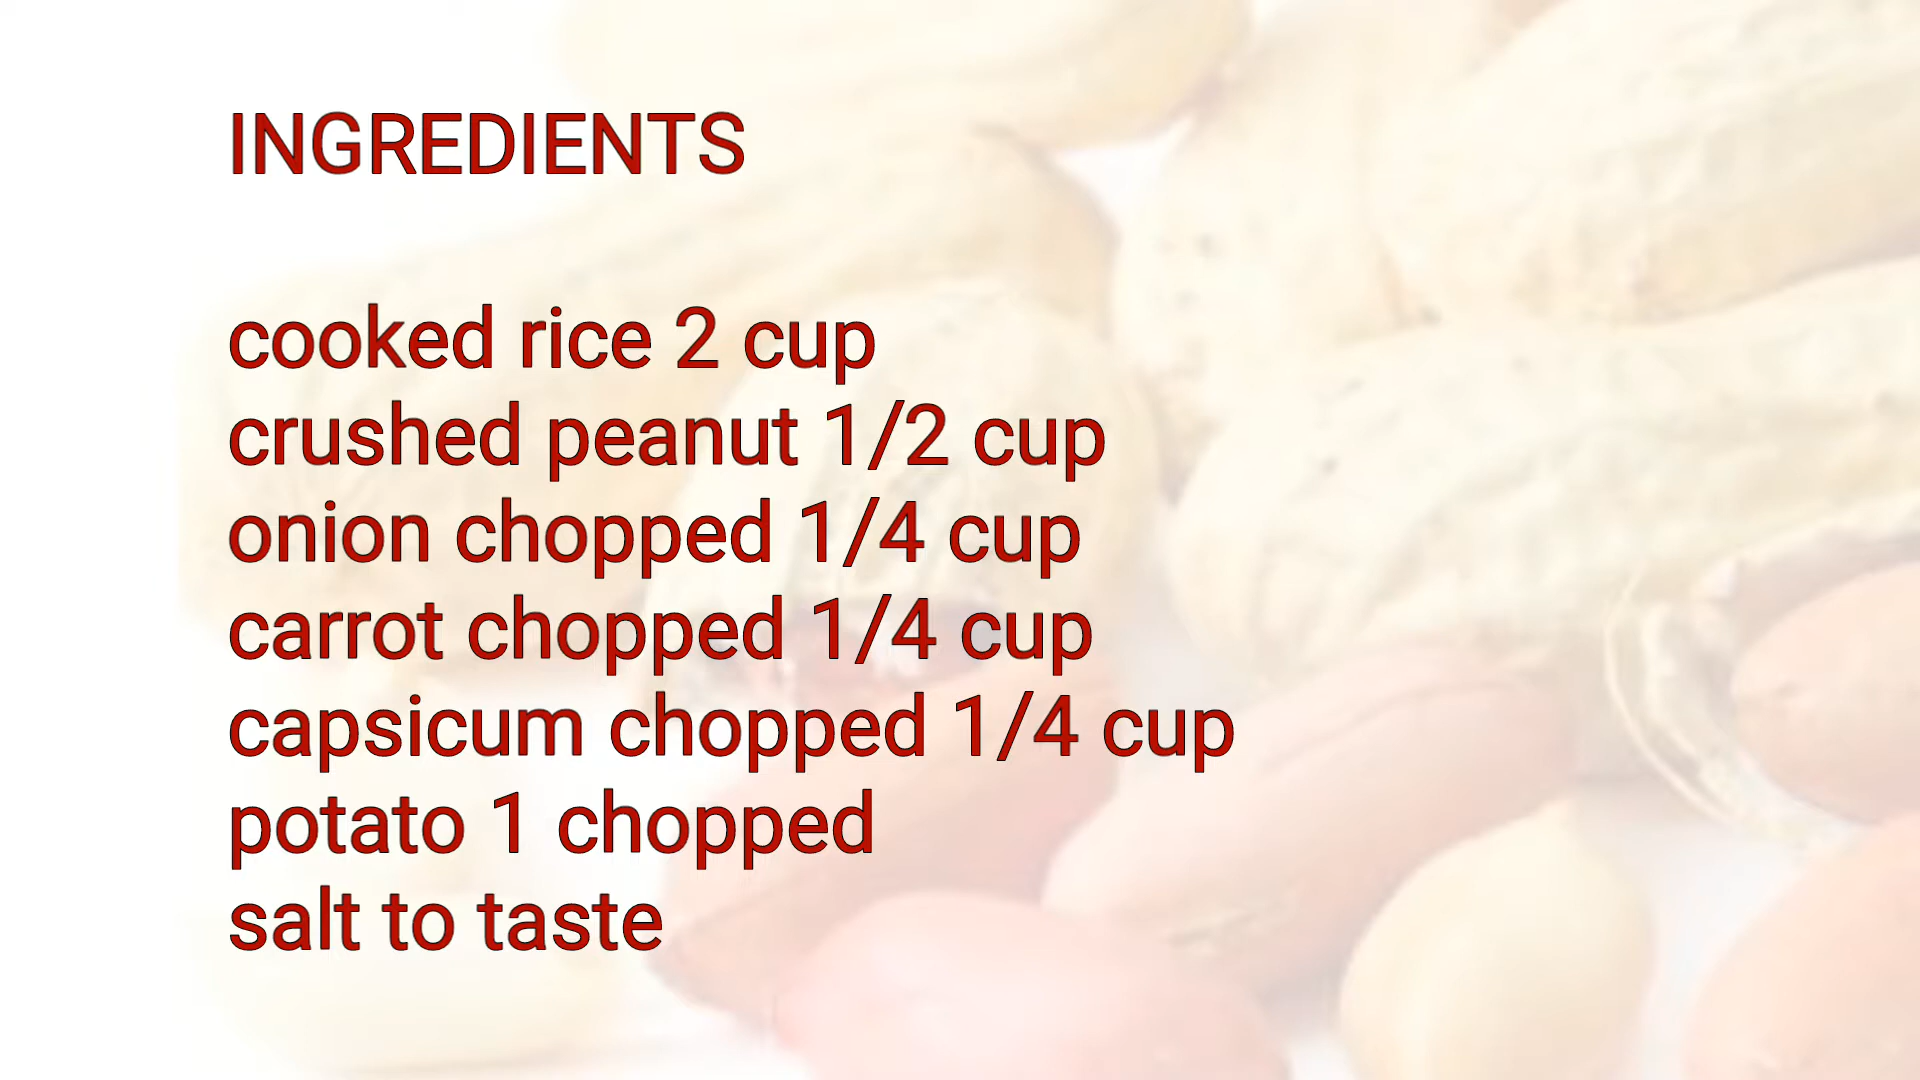 INGREDIENTS
cooked rice 2 cup
crushed peanut 1/2 cup
onion chopped 1/4 cup
carrot chopped 1/4 cup
capsicum chopped 1/4 cup
potato 1 chopped
salt to taste